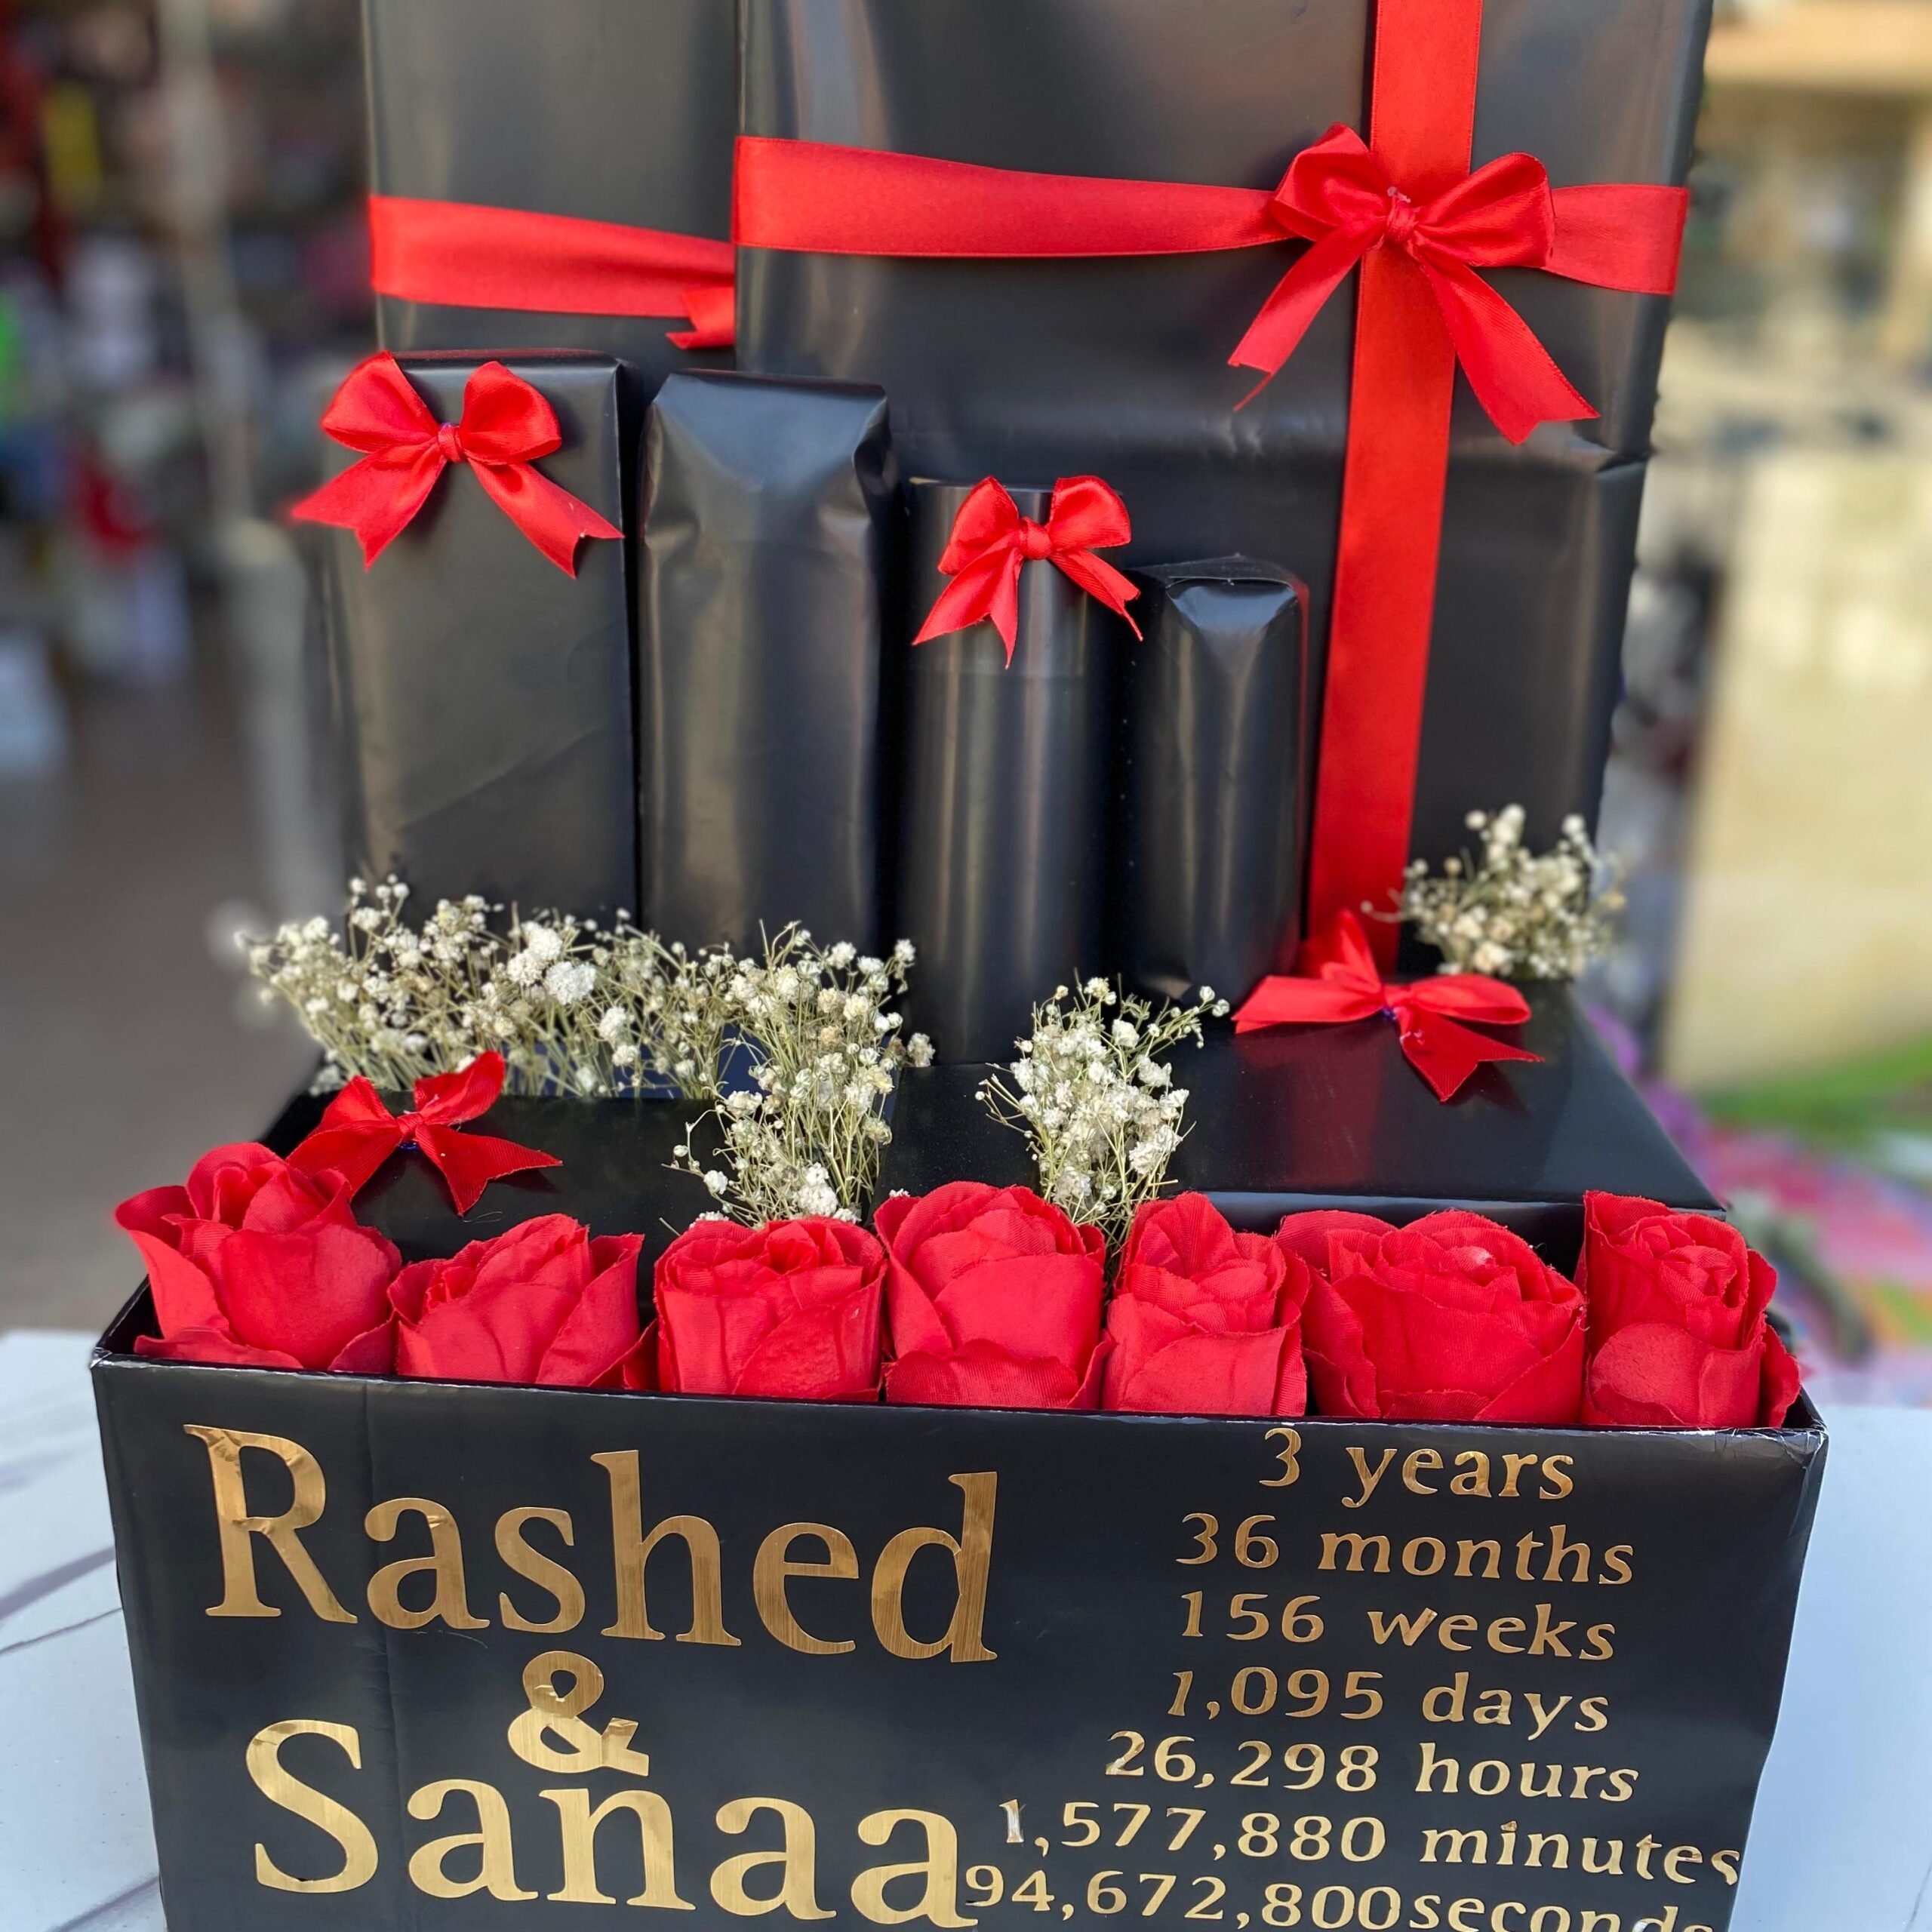 Rashed
&
Sanaa
3 years
36 months
156 weeks
1,095 days
26,298 hours
1,577,880 minutes
94,672,800seconds